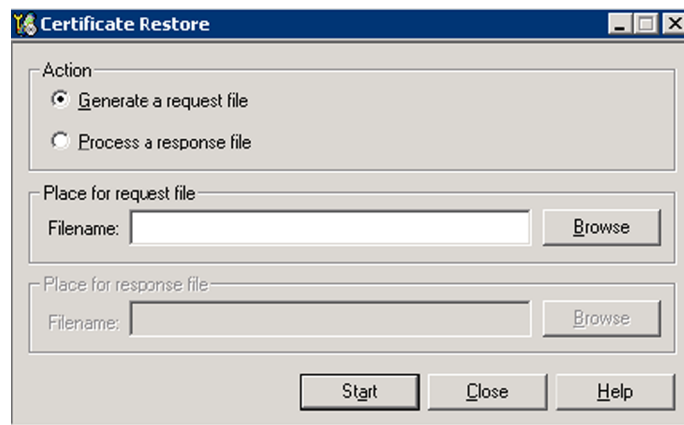 Certificate Restore
Action
Generate a request file
Process a response file
Place for request file
Filename:
Browse
Place for response file
Filename:
Browse
Start
Close
Help